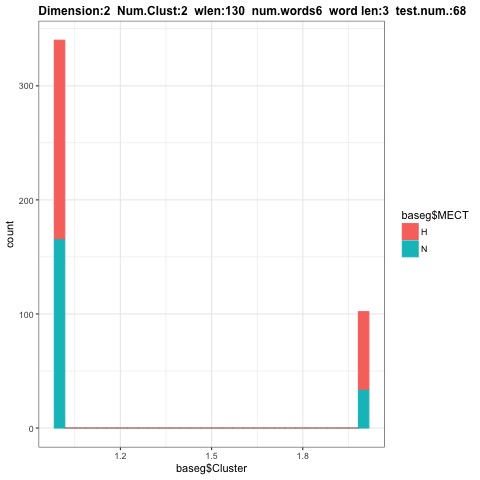 Dimension:2  Num.Clust:2  wlen:130  num.words6  word len:3  test.num.:68
300
200
100
0
count
1.2
1.5
1.8
baseg$Cluster
baseg$MECT
H
N